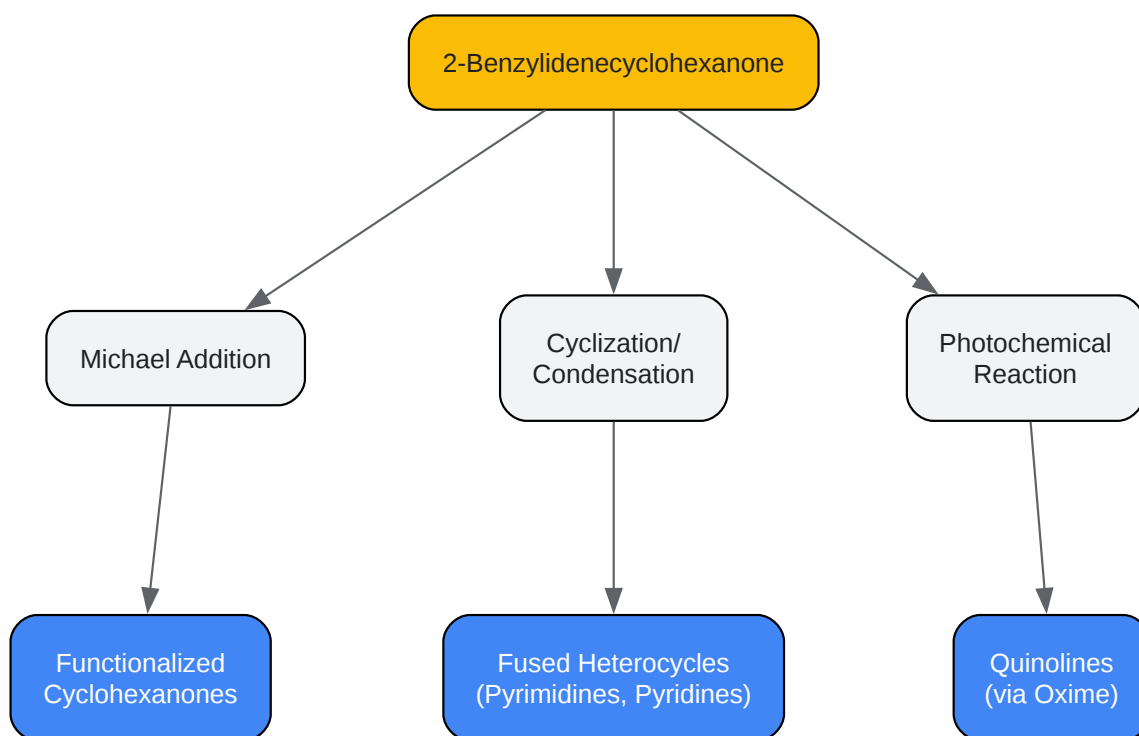 2-Benzylidenecyclohexanone
Michael Addition
Cyclization/
Condensation
Photochemical
Reaction
Functionalized
Cyclohexanones
Fused Heterocycles
(Pyrimidines, Pyridines)
Quinolines
(via Oxime)